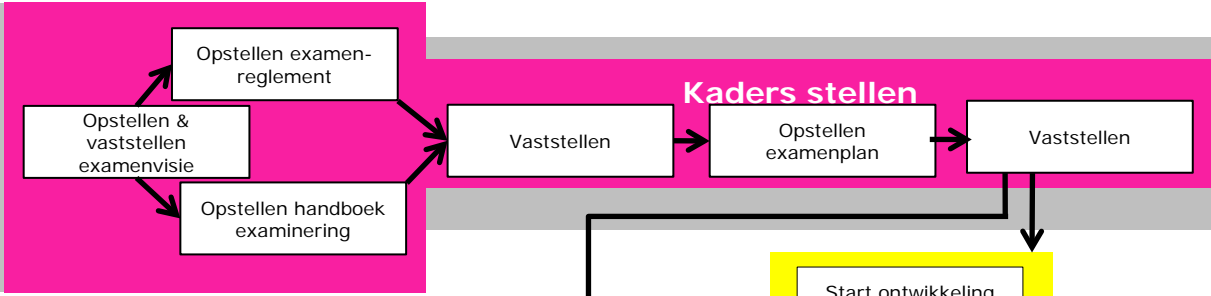 Opstellen examen-
reglement
Kaders stellen
Opstellen &
vaststellen
examenvisie
Vaststellen
Opstellen
examenplan
Vaststellen
Opstellen handboek
examinering
Start ontwikkeling